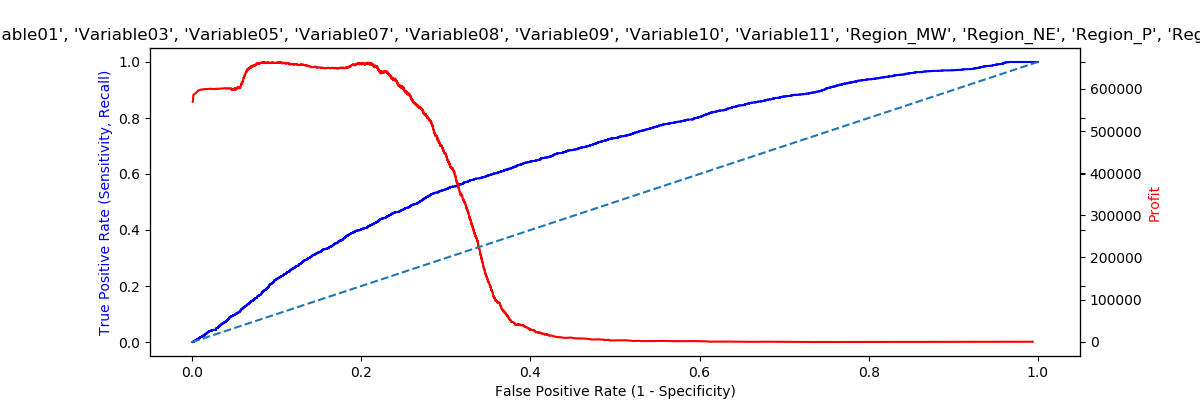 able01', 'Variable03', 'Variable05', 'Variable07', 'Variable08', 'Variable09', 'Variable10', 'Variable11', 'Region_MW', 'Region_NE', 'Region_P', 'Reg
True Positive Rate (Sensitivity, Recall)
1.0
0.8
0.6
0.4
0.2
0.0
600000
500000
400000
300000
200000
100000
0
Profit
0.0 0.2 0.4 0.6 0.8 1.0
False Positive Rate (1 - Specificity)